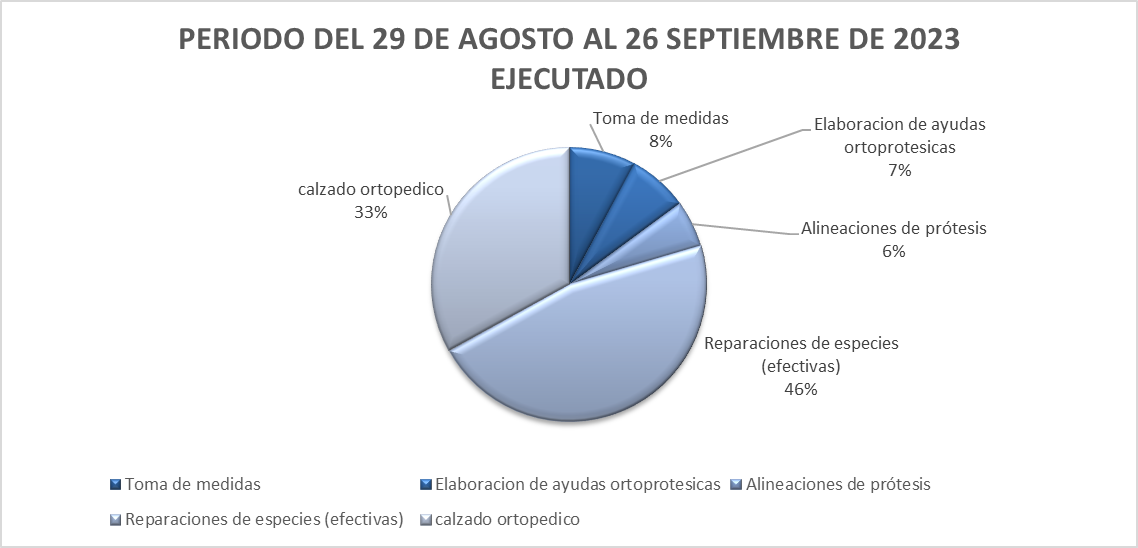 PERIODO DEL 29 DE AGOSTO AL 26 SEPTIEMBRE DE 2023
EJECUTADO
Toma de medidas
8%
Elaboracion de ayudas
ortoprotesicas
7%
calzado ortopedico
33%
Alineaciones de prótesis
6%
Reparaciones de especies
(efectivas)
46%
Toma de medidas
Elaboracion de ayudas ortoprotesicas
Alineaciones de prótesis
Reparaciones de especies (efectivas)
calzado ortopedico